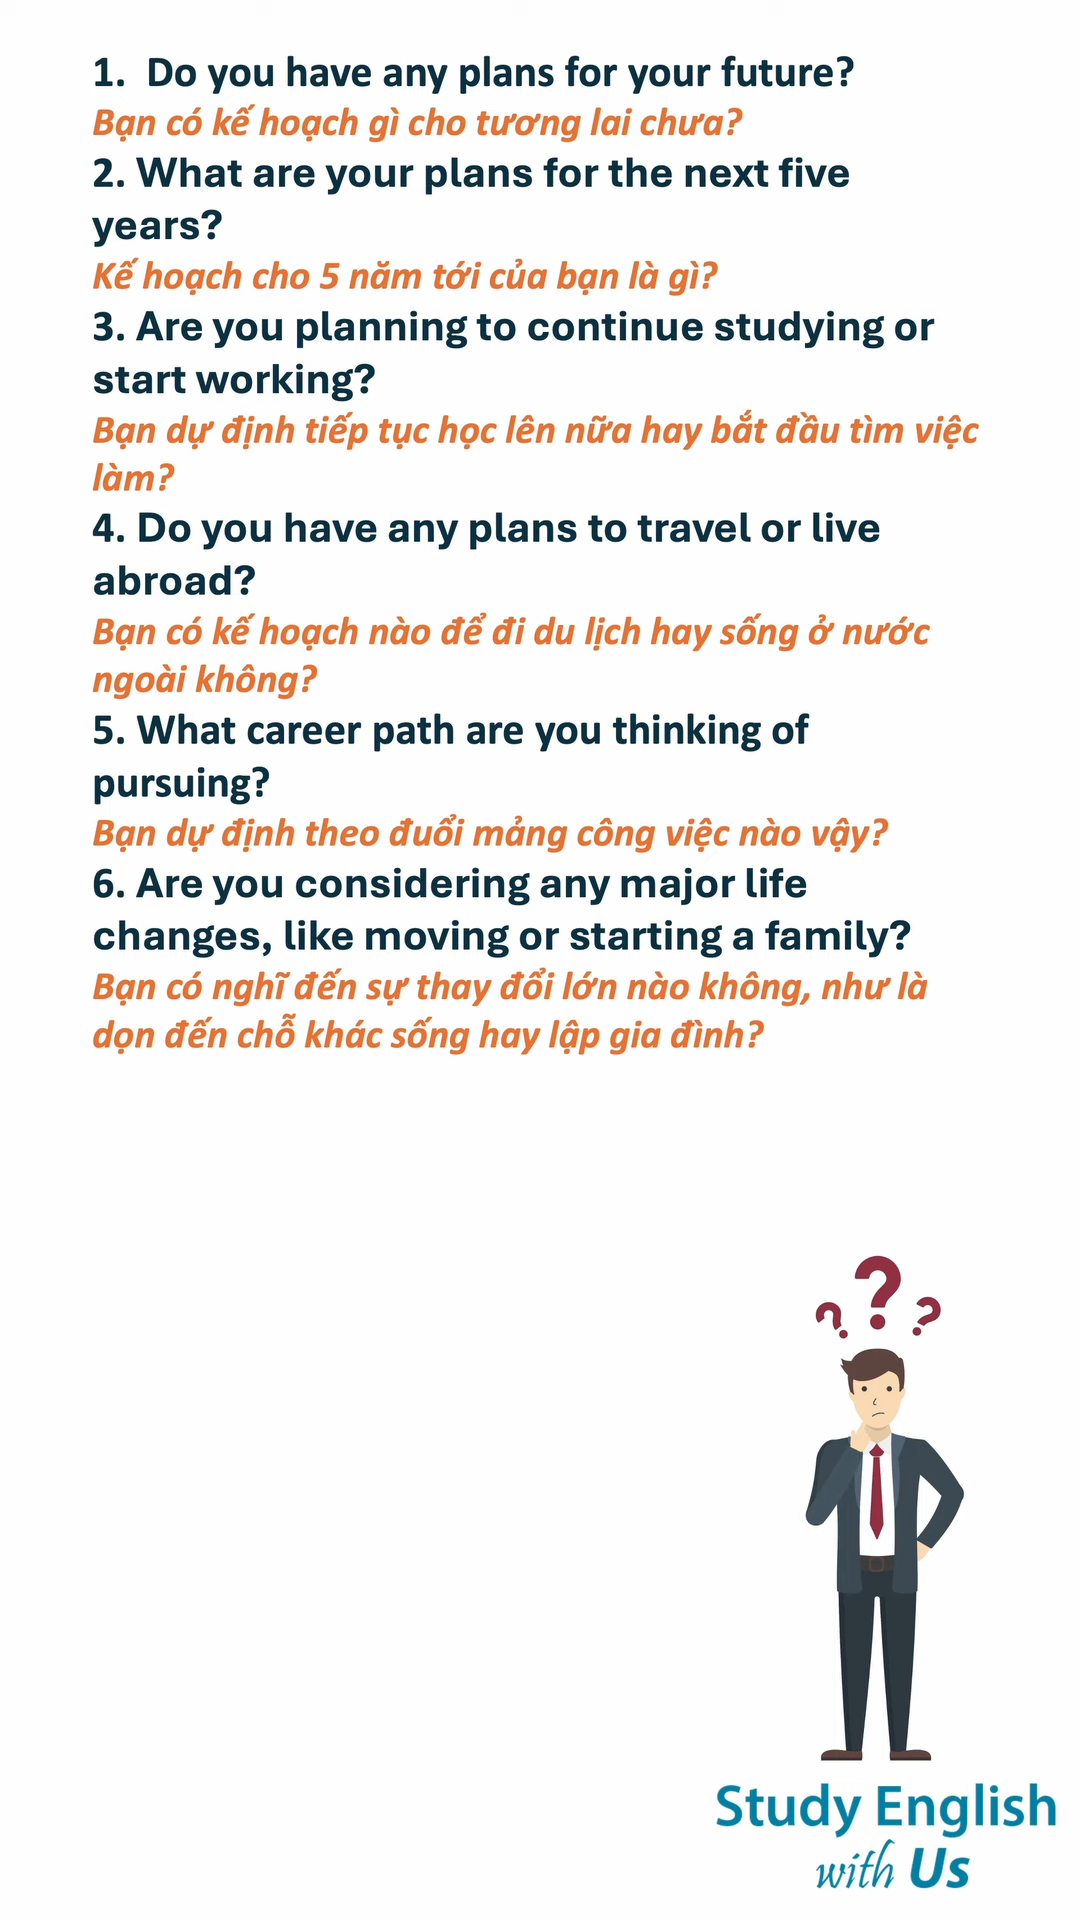 1.  Do you have any plans for your future?
Bạn có kế hoạch gì cho tương lai chưa?
2. What are your plans for the next five
years?
Kế hoạch cho 5 năm tới của bạn là gì?
3. Are you planning to continue studying or
start working?
Bạn dự định tiếp tục học lên nữa hay bắt đầu tìm việc
làm?
4. Do you have any plans to travel or live
abroad?
Bạn có kế hoạch nào để đi du lịch hay sống ở nước
ngoài không?
5. What career path are you thinking of
pursuing?
Bạn dự định theo đuổi mảng công việc nào vậy?
6. Are you considering any major life
changes, like moving or starting a family?
Bạn có nghĩ đến sự thay đổi lớn nào không, như là
dọn đến chỗ khác sống hay lập gia đình?
? ? ?
Study English
with Us